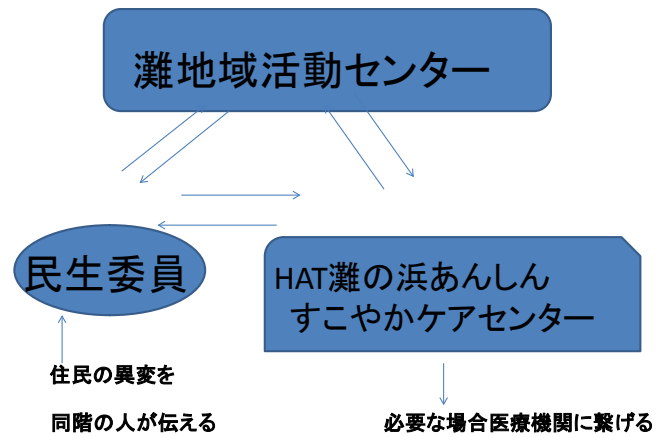 灘地域活動センター
民生委員
HAT灘の浜あんしん
すこやかケアセンター
住民の異変を
同階の人が伝える
必要な場合医療機関に繋げる